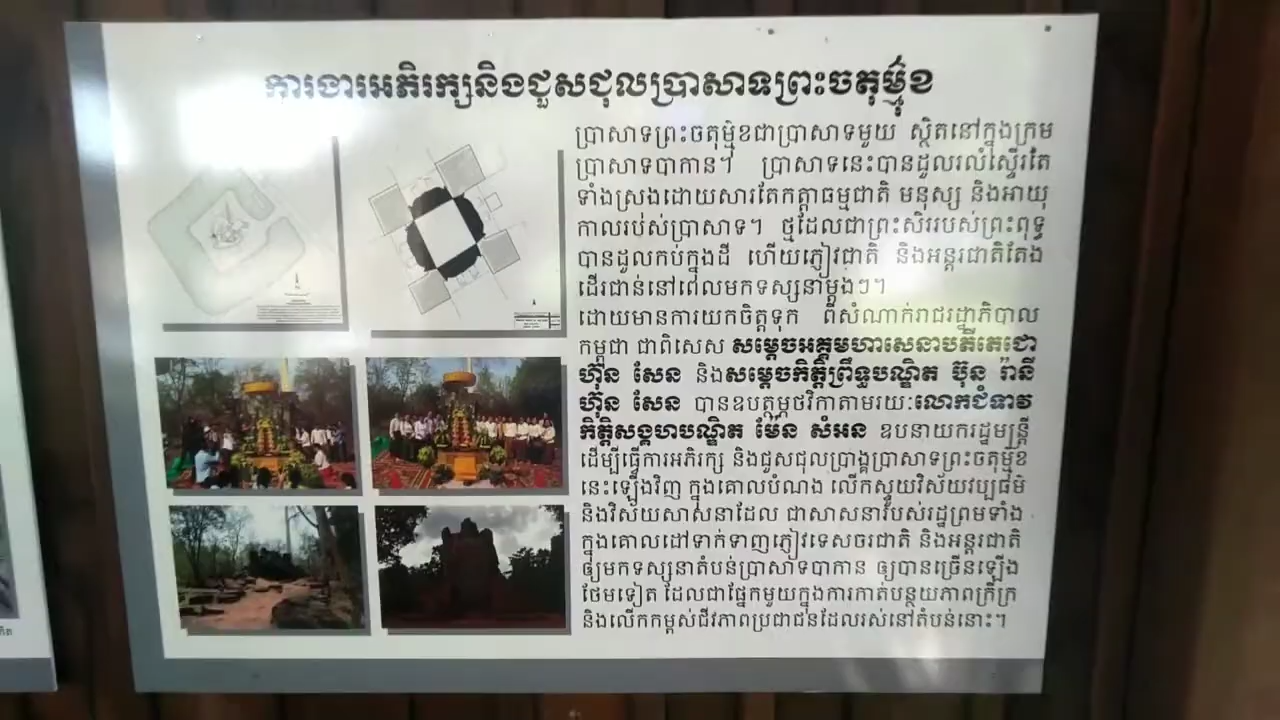 ការងារអភិរក្សនិងជួសជុលប្រាសាទព្រះចតុម៌្មុខ
ប្រាសាទព្រះចតុម្ម៉ុខជាប្រាសាទមួយ ស្ថិតនៅក្នុងក្រុម
ប្រាសាទបាកាន។ ប្រាសាទនេះបានដួលរលំស្ទើរតែ
ទាំងស្រុងដោយសារតែកត្តាធម្មជាតិ មនុស្ស និងអាយុ
កាលរប់ស់ប្រាសាទ។ ថ្មដែលជាព្រះសិររបស់ព្រះពុទ្ធ
បានដួលកប់ក្នុងដី ហើយភ្ញៀវជាតិ និងអន្តរជាតិតែង
ដើរជាន់នៅពេលមកទស្សនាម្តងៗ។
ដោយមានការយកចិត្តទុក ពីសំណាក់រាជរដ្ឋាភិបាល
កម្ពុជា ជាពិសេស សម្តេចអគ្គមហាសេនាបតីតេជោ
ហ៊ុន សែន និងសម្តេចកិត្តិព្រឹទ្ធបណ្ឌិត ប៊ុន រ៉ានី
ហ៊ុន សែន បានឧបត្ថម្ភថវិកាតាមរយៈលោកជំទាវ
កិត្តិសង្គហបណ្ឌិត ម៉ែន សំអន ឧបនាយករដ្ឋមន្ត្រី
ដើម្បីធ្វើការអភិរក្ស និងជួសជុលប្រាង្គប្រាសាទព្រះចតុម្ម៉ុខ
នេះឡើងវិញ ក្នុងគោលបំណង លើកស្ទួយវិស័យវប្បធម៌
និងវិស័យសាសនាដែល ជាសាសនារបស់រដ្ឋព្រមទាំង
ក្នុងគោលដៅទាក់ទាញភ្ញៀវទេសចរជាតិ និងអន្តរជាតិ
ឲ្យមកទស្សនាតំបន់ប្រាសាទបាកាន ឲ្យបានច្រើនឡើង
ថែមទៀត ដែលជាផ្នែកមួយក្នុងការកាត់បន្ថយភាពក្រីក្រ
និងលើកកម្ពស់ជីវភាពប្រជាជនដែលរស់នៅតំបន់នោះ។